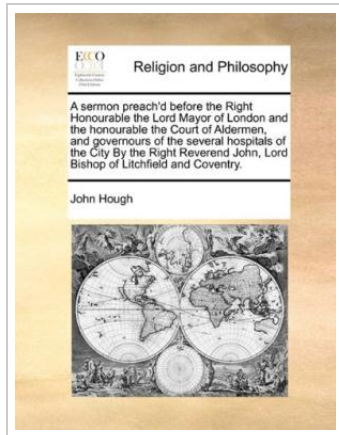 ECCO
Religion and Philosophy
A sermon preach'd before the Right
Honourable the Lord Mayor of London and
the honourable the Court of Aldermen,
and governours of the several hospitals of
the City By the Right Reverend John, Lord
Bishop of Litchfield and Coventry.
John Hough